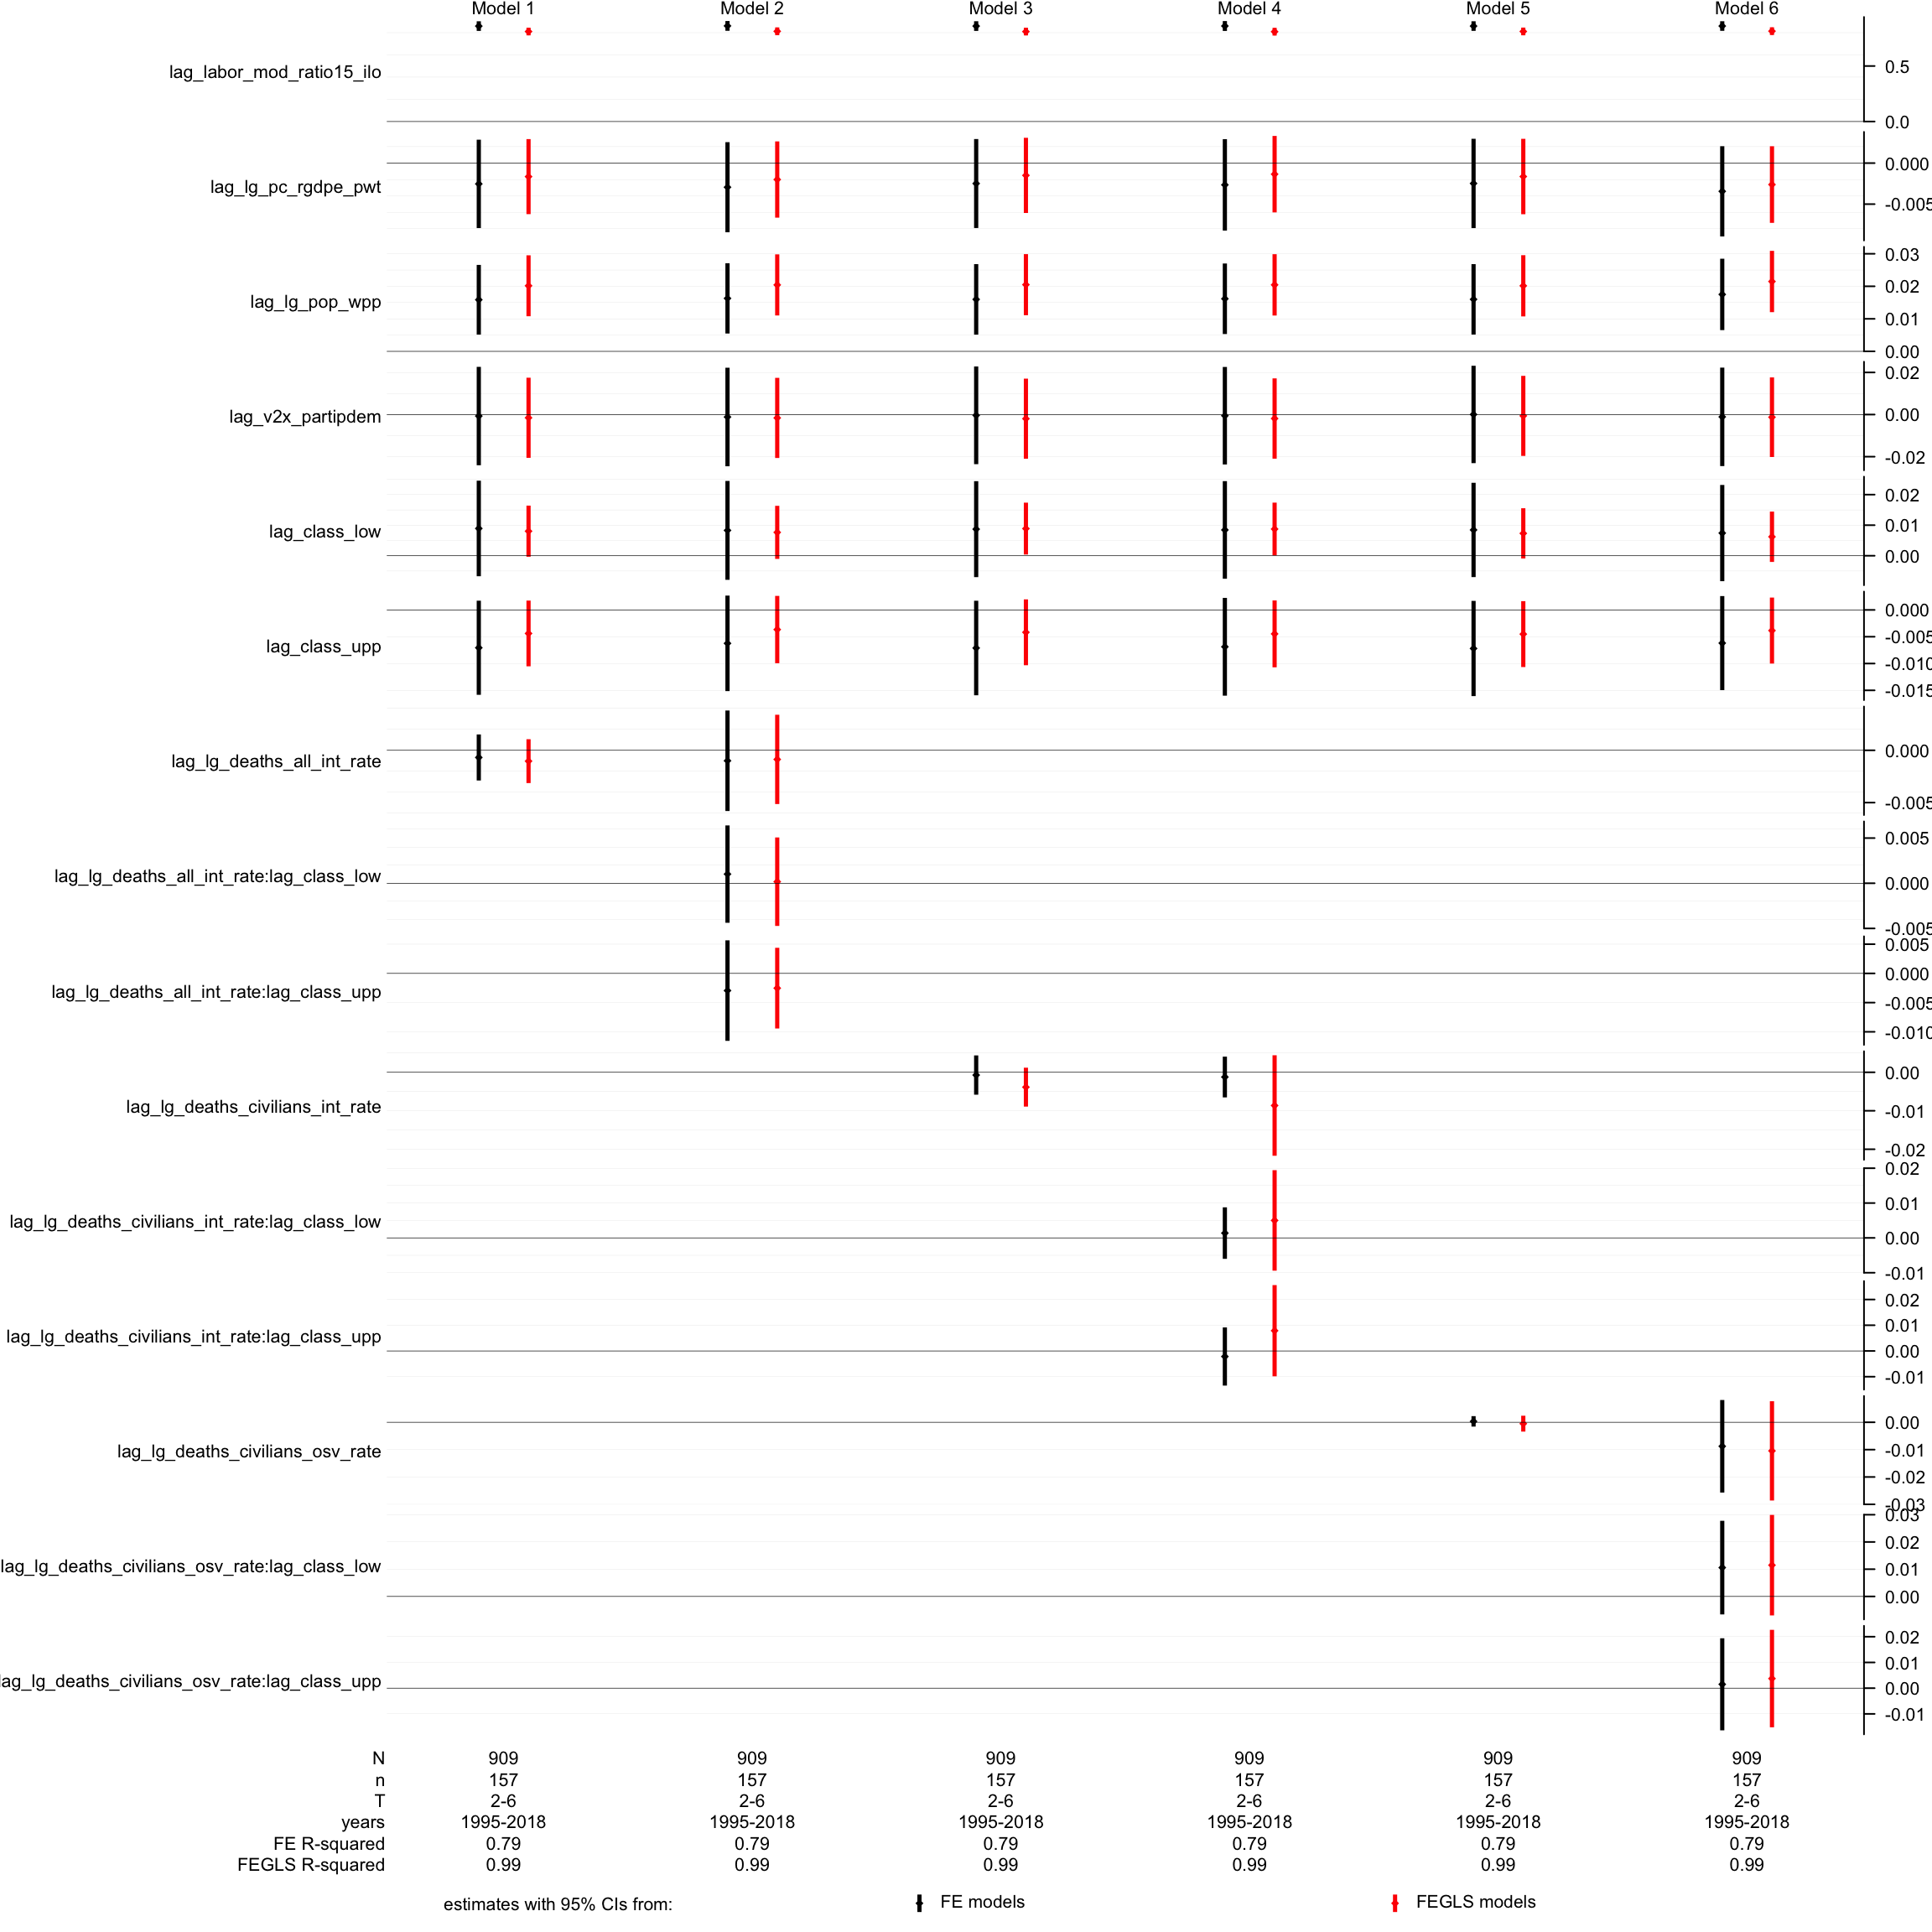 Model 1 Model 2 Model 3 Model 4 Model 5 Model 6
lag_labor_mod_ratio15_ilo
0.5
0.0
lag_lg_pc_rgdpe_pwt
0.000
-0.005
lag_lg_pop_wpp
0.03
0.02
0.01
0.00
lag_v2x_partipdem
0.02
0.00
-0.02
lag_class_low
0.02
0.01
0.00
lag_class_upp
0.000
-0.005
-0.010
-0.015
lag_lg_deaths_all_int_rate
0.000
-0.005
lag_lg_deaths_all_int_rate:lag_class_low
0.005
0.000
-0.005
lag_lg_deaths_all_int_rate:lag_class_upp
0.005
0.000
-0.005
-0.010
lag_lg_deaths_civilians_int_rate
0.00
-0.01
-0.02
lag_lg_deaths_civilians_int_rate:lag_class_low
0.02
0.01
0.00
-0.01
lag_lg_deaths_civilians_int_rate:lag_class_upp
0.02
0.01
0.00
-0.01
lag_lg_deaths_civilians_osv_rate
0.00
-0.01
-0.02
-0.03
lag_lg_deaths_civilians_osv_rate:lag_class_low
0.03
0.02
0.01
0.00
lag_lg_deaths_civilians_osv_rate:lag_class_upp
0.02
0.01
0.00
-0.01
N 909 909 909 909 909 909
n 157 157 157 157 157 157
T 2-6 2-6 2-6 2-6 2-6 2-6
years 1995-2018 1995-2018 1995-2018 1995-2018 1995-2018 1995-2018
FE R-squared 0.79 0.79 0.79 0.79 0.79 0.79
FEGLS R-squared 0.99 0.99 0.99 0.99 0.99 0.99
estimates with 95% CIs from: FE models FEGLS models